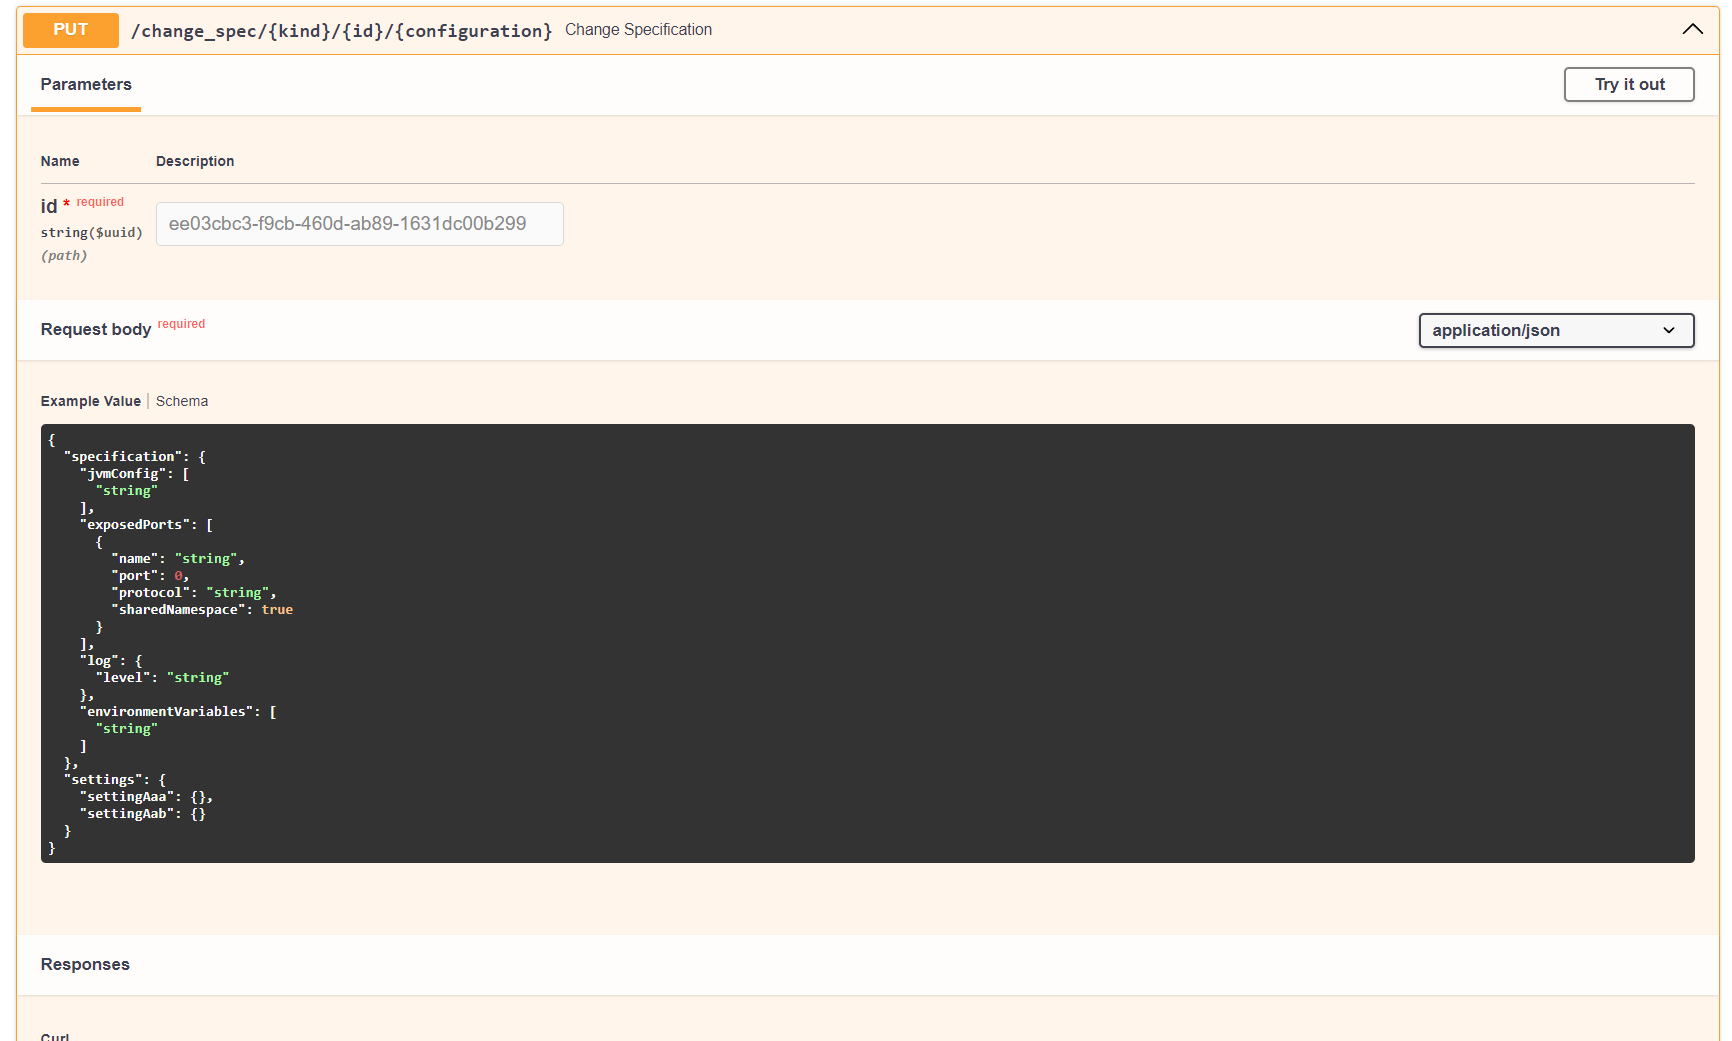 PUT /change_spec/{kind}/{id}/{configuration} Change Specification
Parameters
Try it out
Name Description
id * required
string($uuid)
(path)
ee03cbc3-f9cb-460d-ab89-1631dc00b299
Request body required
application/json
Example Value | Schema
{
  "specification": {
    "jvmConfig": [
      "string"
    ],
    "exposedPorts": [
      {
        "name": "string",
        "port": 0,
        "protocol": "string",
        "sharedNamespace": true
      }
    ],
    "log": {
      "level": "string"
    },
    "environmentVariables": [
      "string"
    ]
  },
  "settings": {
    "settingAaa": {},
    "settingAab": {}
  }
}
Responses
Curl